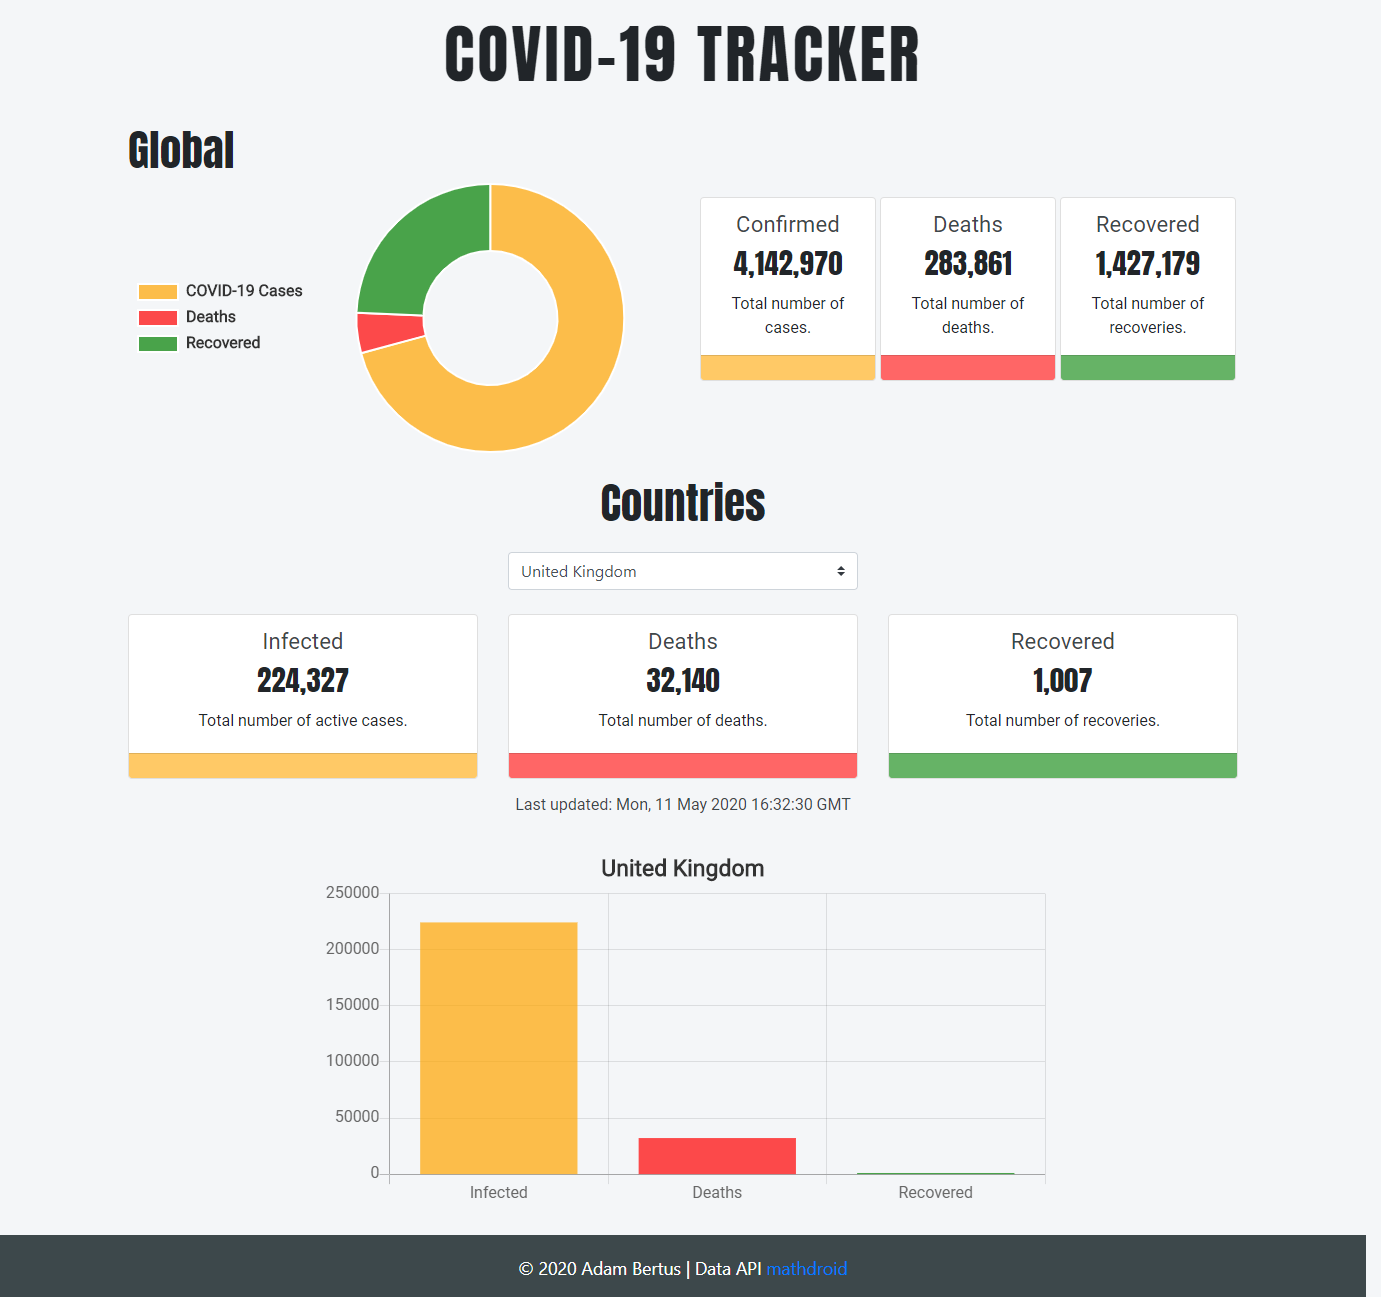 COVID-19 TRACKER
Global
COVID-19 Cases
Deaths
Recovered
Confirmed
4,142,970
Total number of
cases.
Deaths
283,861
Total number of
deaths.
Recovered
1,427,179
Total number of
recoveries.
Countries
United Kingdom
Infected
224,327
Total number of active cases.
Deaths
32,140
Total number of deaths.
Recovered
1,007
Total number of recoveries.
Last updated: Mon, 11 May 2020 16:32:30 GMT
United Kingdom
250000
200000
150000
100000
50000
0
Infected
Deaths
Recovered
© 2020 Adam Bertus | Data API mathdroid